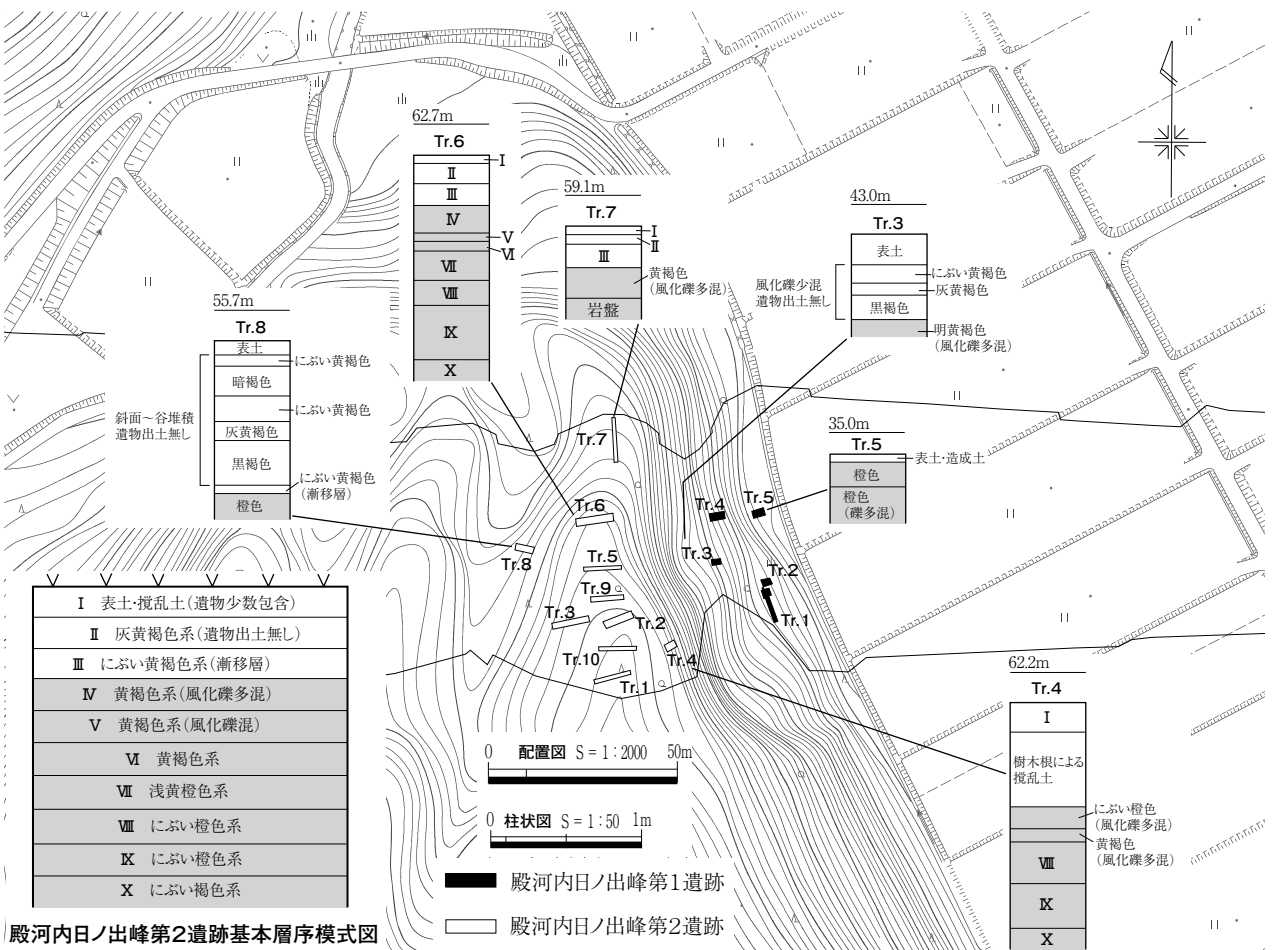 62.7m
Tr.6
Ⅰ
Ⅱ
Ⅲ
Ⅳ
Ⅴ
Ⅵ
Ⅶ
Ⅷ
Ⅸ
Ⅹ
59.1m
Tr.7
Ⅰ
Ⅱ
Ⅲ
黄褐色
(風化礫多混)
岩盤
43.0m
Tr.3
表土
にぶい黄褐色
灰黄褐色
黒褐色
明黄褐色
(風化礫多混)
風化礫少混
遺物出土無し
55.7m
Tr.8
表土
にぶい黄褐色
暗褐色
にぶい黄褐色
灰黄褐色
黒褐色
にぶい黄褐色
(漸移層)
橙色
斜面～谷堆積
遺物出土無し
35.0m
Tr.5
表土・造成土
橙色
橙色
(礫多混)
Tr.7
Tr.6
Tr.8
Tr.5
Tr.9
Tr.3
Tr.2
Tr.10
Tr.4
Tr.1
Tr.4
Tr.5
Tr.3
Tr.2
Tr.1
62.2m
Tr.4
Ⅰ
樹木根による
撹乱土
にぶい橙色
(風化礫多混)
黄褐色
(風化礫多混)
Ⅷ
Ⅸ
Ⅹ
Ⅰ 表土・撹乱土(遺物少数包含)
Ⅱ 灰黄褐色系(遺物出土無し)
Ⅲ にぶい黄褐色系(漸移層)
Ⅳ 黄褐色系(風化礫多混)
Ⅴ 黄褐色系(風化礫混)
Ⅵ 黄褐色系
Ⅶ 浅黄橙色系
Ⅷ にぶい橙色系
Ⅸ にぶい橙色系
Ⅹ にぶい褐色系
殿河内日ノ出峰第2遺跡基本層序模式図
0 配置図 S = 1：2000 50m
0 柱状図 S = 1：50 1m
殿河内日ノ出峰第1遺跡
殿河内日ノ出峰第2遺跡